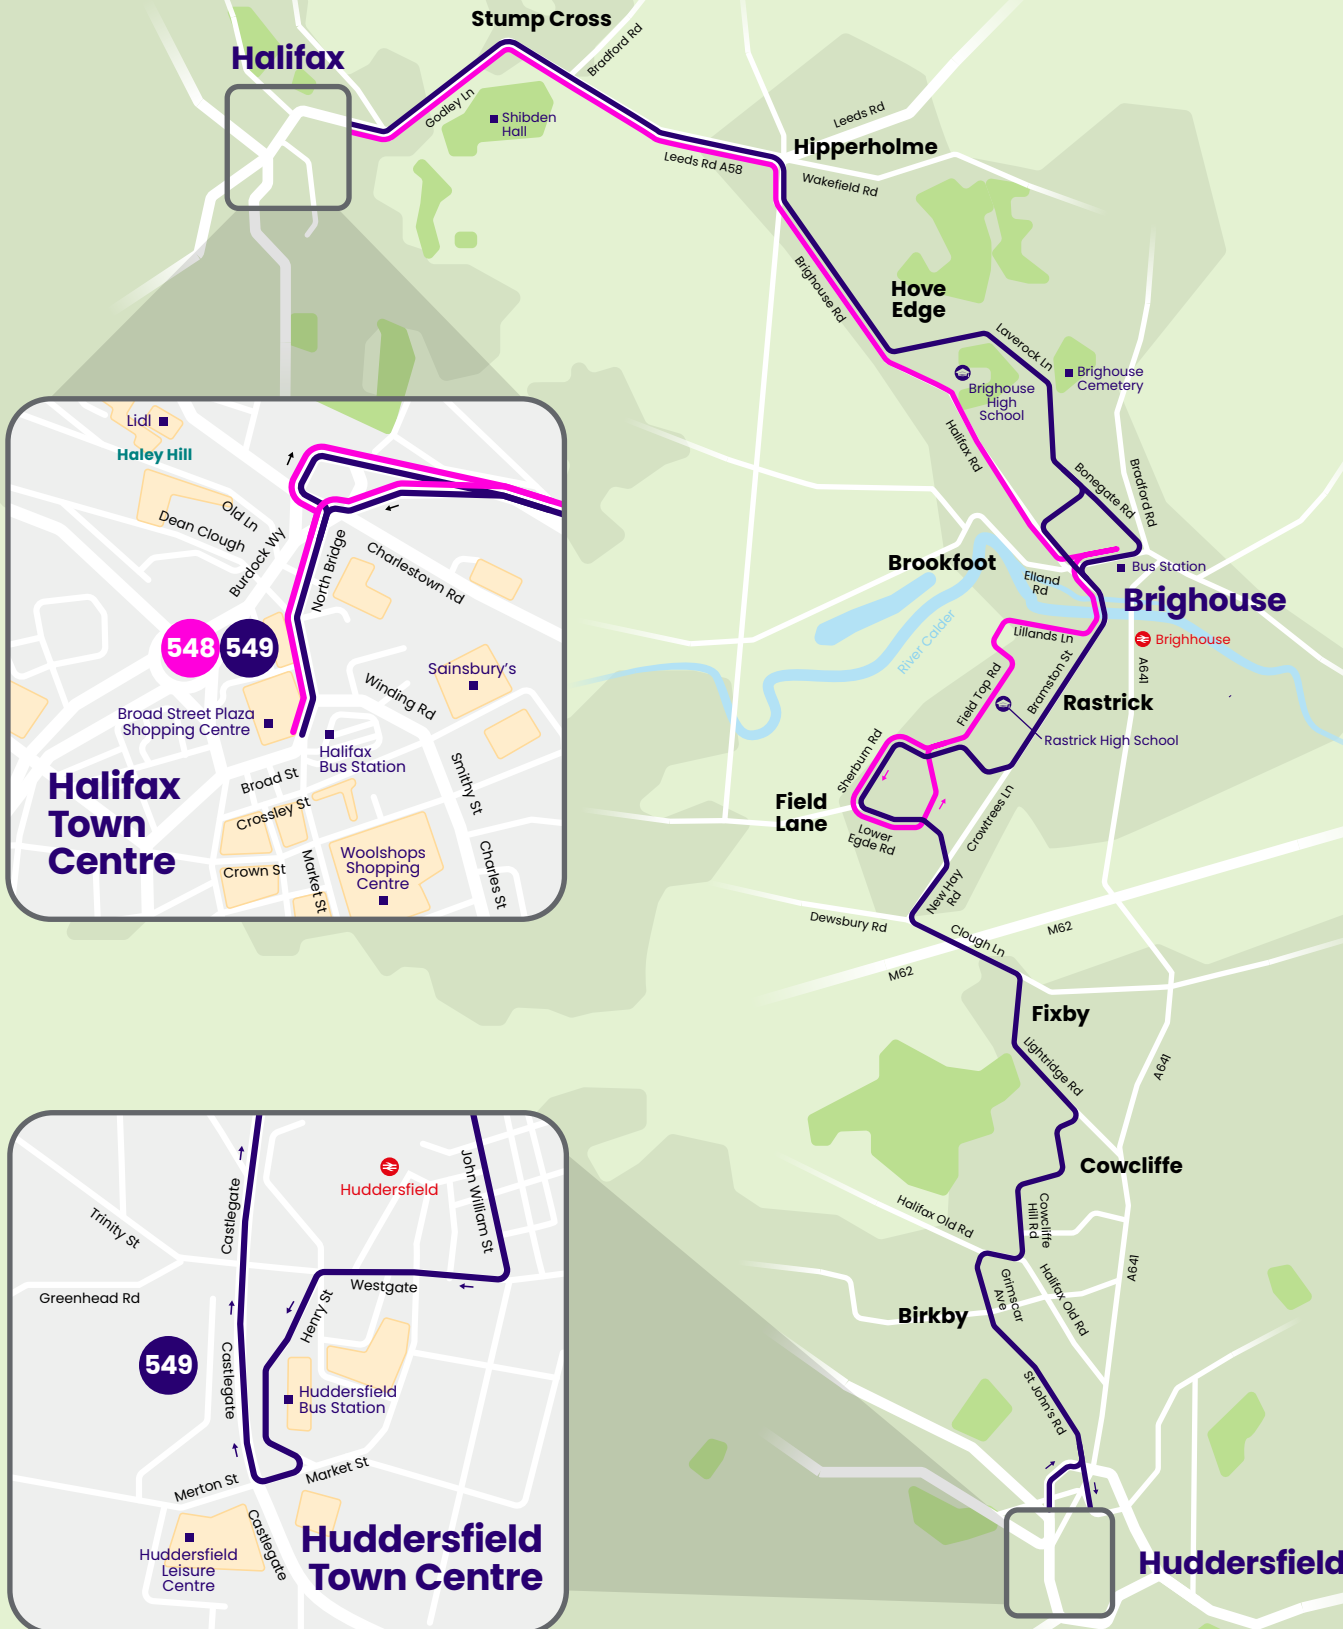 Stump Cross
Halifax
Bradford Rd
Godley Ln
Shibden
Hall
Leeds Rd
Hipperholme
Leeds Rd A58
Wakefield Rd
Brighouse Rd
Hove
Edge
Laverock Ln
Brighouse
Cemetery
Brighouse
High
School
Halifax Rd
Bonegate Rd
Bradford Rd
Brookfoot
Elland
Rd
Bus Station
Brighouse
River Calder
Lillands Ln
Brighhouse
A641
Bramston St
Field Top Rd
Rastrick
Rastrick High School
Sherburn Rd
Field
Lane
Lower
Egde Rd
Crowtrees Ln
New Hay
Rd
Dewsbury Rd
Clough Ln
M62
M62
Fixby
Lightridge Rd
A641
Cowcliffe
Cowcliffe
Hill Rd
Halifax Old Rd
A641
Grimscar
Ave
Halifax Old Rd
Birkby
St John's Rd
Huddersfield
Lidl
Haley Hill
Old Ln
Dean Clough
Burdock Wy
North Bridge
Charlestown Rd
548
549
Sainsbury's
Winding Rd
Broad Street Plaza
Shopping Centre
Halifax
Bus Station
Smithy St
Broad St
Halifax
Town
Centre
Crossley St
Woolshops
Shopping
Centre
Crown St
Market St
Charles St
John William St
Huddersfield
Castlegate
Trinity St
Westgate
Greenhead Rd
Henry St
549
Castlegate
Huddersfield
Bus Station
Market St
Merton St
Castlegate
Huddersfield
Town Centre
Huddersfield
Leisure
Centre